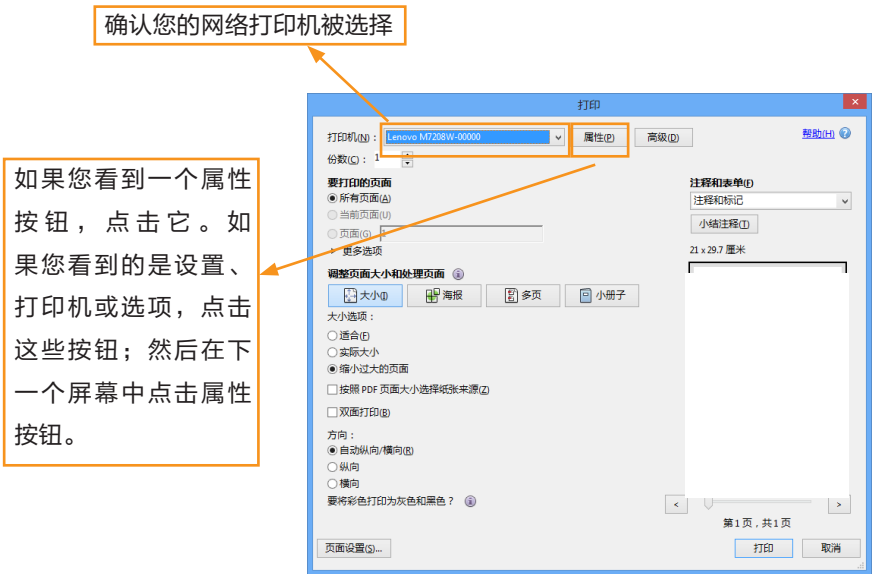 确认您的网络打印机被选择
打印
×
打印机(N)： Lenovo M7208W-00000 属性(P) 高级(D) 帮助(H) ?
份数(C)： 1
如果您看到一个属性
按钮，点击它。如
果您看到的是设置、
打印机或选项，点击
这些按钮；然后在下
一个屏幕中点击属性
按钮。
要打印的页面
所有页面(A)
当前页面(U)
页面(G) 1
更多选项
调整页面大小和处理页面 i
大小(I) 海报 多页 小册子
大小选项：
适合(F)
实际大小
缩小过大的页面
按照 PDF 页面大小选择纸张来源(Z)
双面打印(B)
方向：
自动纵向/横向(R)
纵向
横向
要将彩色打印为灰色和黑色？ i
注释和表单(F)
注释和标记
小结注释(T)
21 x 29.7 厘米
< >
第 1 页 , 共 1 页
页面设置(S)... 打印 取消